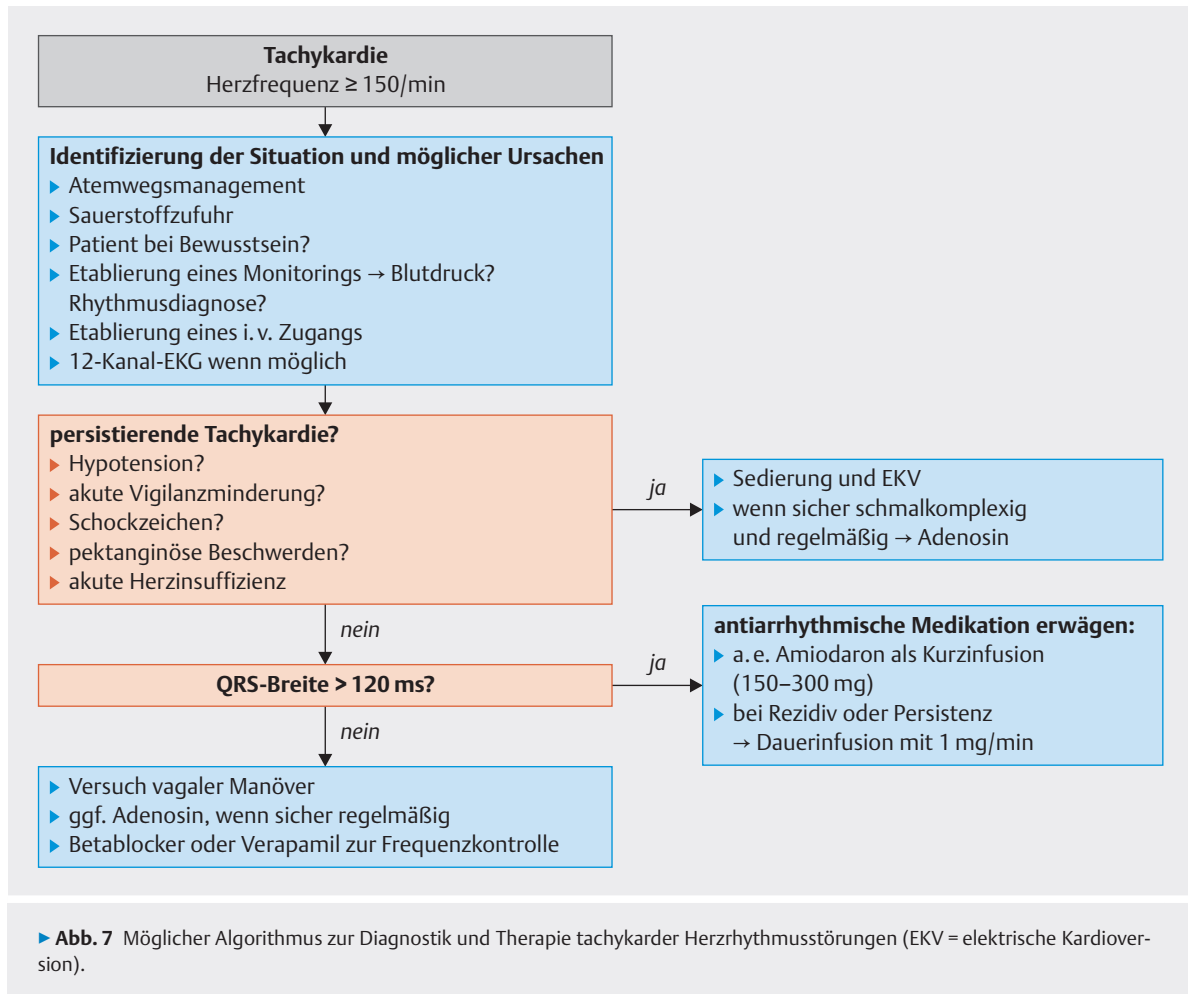 Tachykardie
Herzfrequenz ≥ 150/min
Identifizierung der Situation und möglicher Ursachen
▶ Atemwegsmanagement
▶ Sauerstoffzufuhr
▶ Patient bei Bewusstsein?
▶ Etablierung eines Monitorings → Blutdruck?
Rhythmusdiagnose?
▶ Etablierung eines i. v. Zugangs
▶ 12-Kanal-EKG wenn möglich
persistierende Tachykardie?
▶ Hypotension?
▶ akute Vigilanzminderung?
▶ Schockzeichen?
▶ pektanginöse Beschwerden?
▶ akute Herzinsuffizienz
ja
▶ Sedierung und EKV
▶ wenn sicher schmalkomplexig
und regelmäßig → Adenosin
nein
QRS-Breite > 120 ms?
ja
antiarrhythmische Medikation erwägen:
▶ a. e. Amiodaron als Kurzinfusion
(150–300 mg)
▶ bei Rezidiv oder Persistenz
→ Dauerinfusion mit 1 mg/min
nein
▶ Versuch vagaler Manöver
▶ ggf. Adenosin, wenn sicher regelmäßig
▶ Betablocker oder Verapamil zur Frequenzkontrolle
▶ Abb. 7 Möglicher Algorithmus zur Diagnostik und Therapie tachykarder Herzrhythmusstörungen (EKV = elektrische Kardiover-
sion).